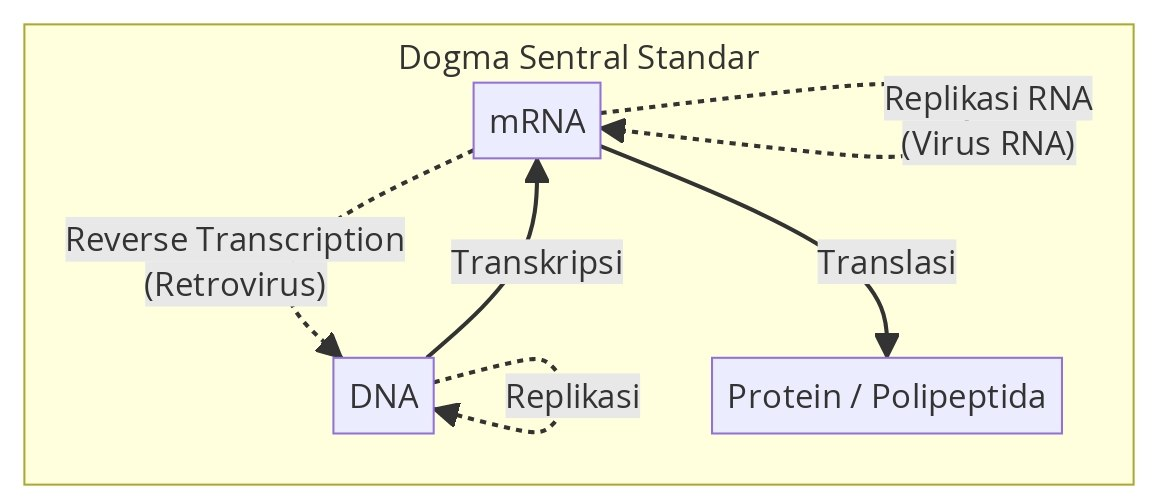 Dogma Sentral Standar
mRNA
Replikasi RNA
(Virus RNA)
Reverse Transcription
(Retrovirus)
Transkripsi
Translasi
DNA
Replikasi
Protein / Polipeptida